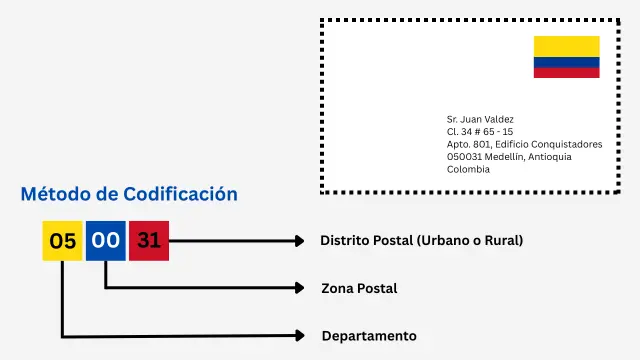 Sr. Juan Valdez
Cl. 34 # 65 - 15
Apto. 801, Edificio Conquistadores
050031 Medellín, Antioquia
Colombia
Método de Codificación
05 00 31
Distrito Postal (Urbano o Rural)
Zona Postal
Departamento